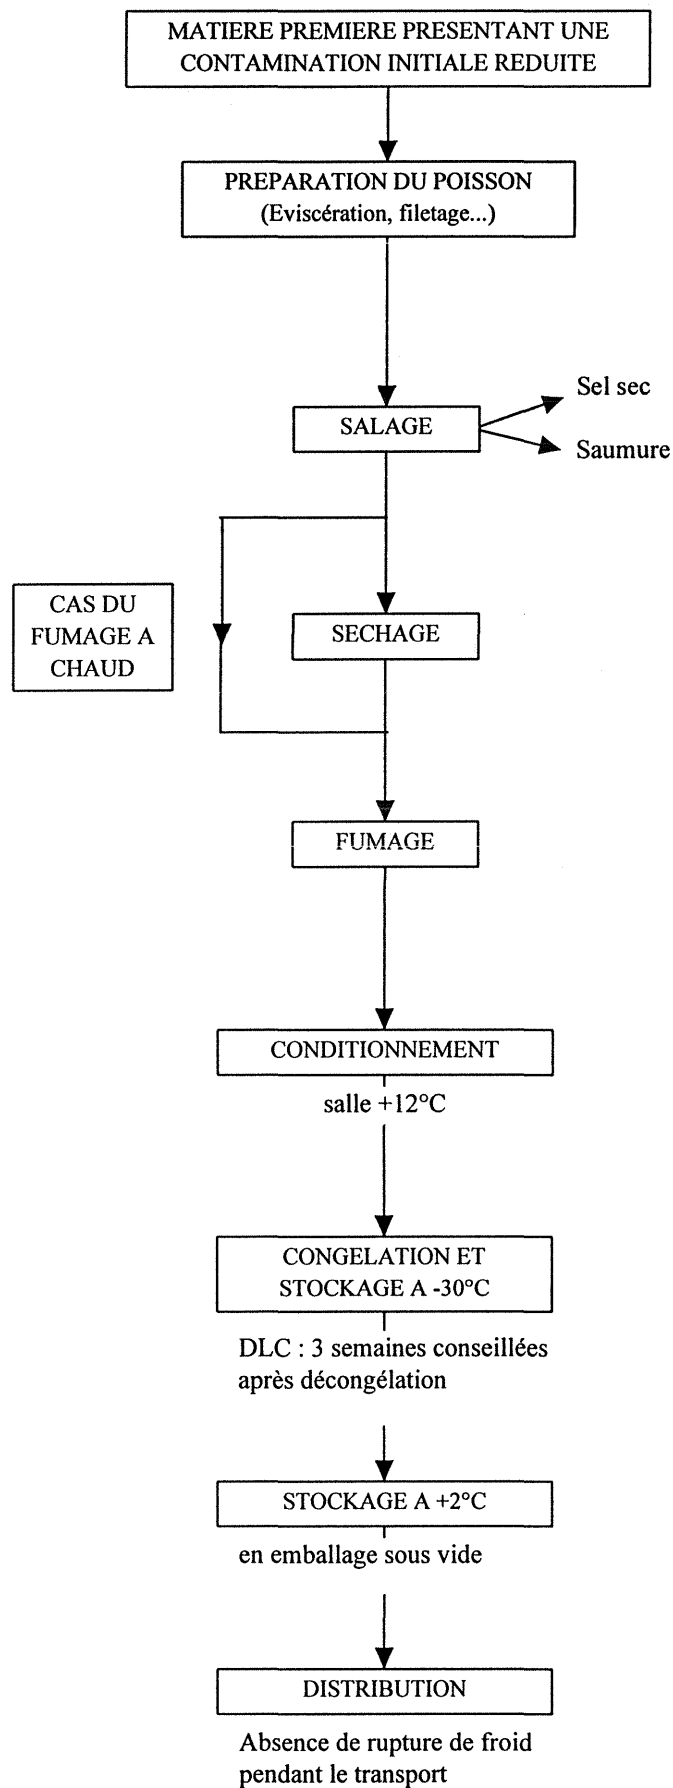 MATIERE PREMIERE PRESENTANT UNE
CONTAMINATION INITIALE REDUITE
PREPARATION DU POISSON
(Eviscération, filetage...)
SALAGE
Sel sec
Saumure
CAS DU
FUMAGE A
CHAUD
SECHAGE
FUMAGE
CONDITIONNEMENT
salle +12°C
CONGELATION ET
STOCKAGE A -30°C
DLC : 3 semaines conseillées
après décongélation
STOCKAGE A +2°C
en emballage sous vide
DISTRIBUTION
Absence de rupture de froid
pendant le transport